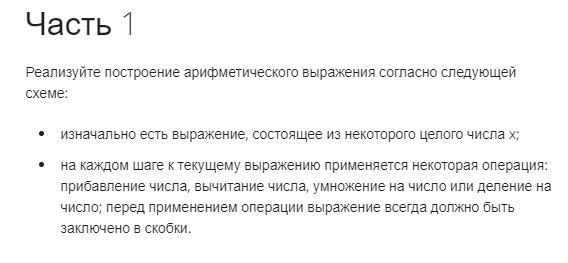 Часть 1
Реализуйте построение арифметического выражения согласно следующей
схеме:
• изначально есть выражение, состоящее из некоторого целого числа x;
• на каждом шаге к текущему выражению применяется некоторая операция:
прибавление числа, вычитание числа, умножение на число или деление на
число; перед применением операции выражение всегда должно быть
заключено в скобки.